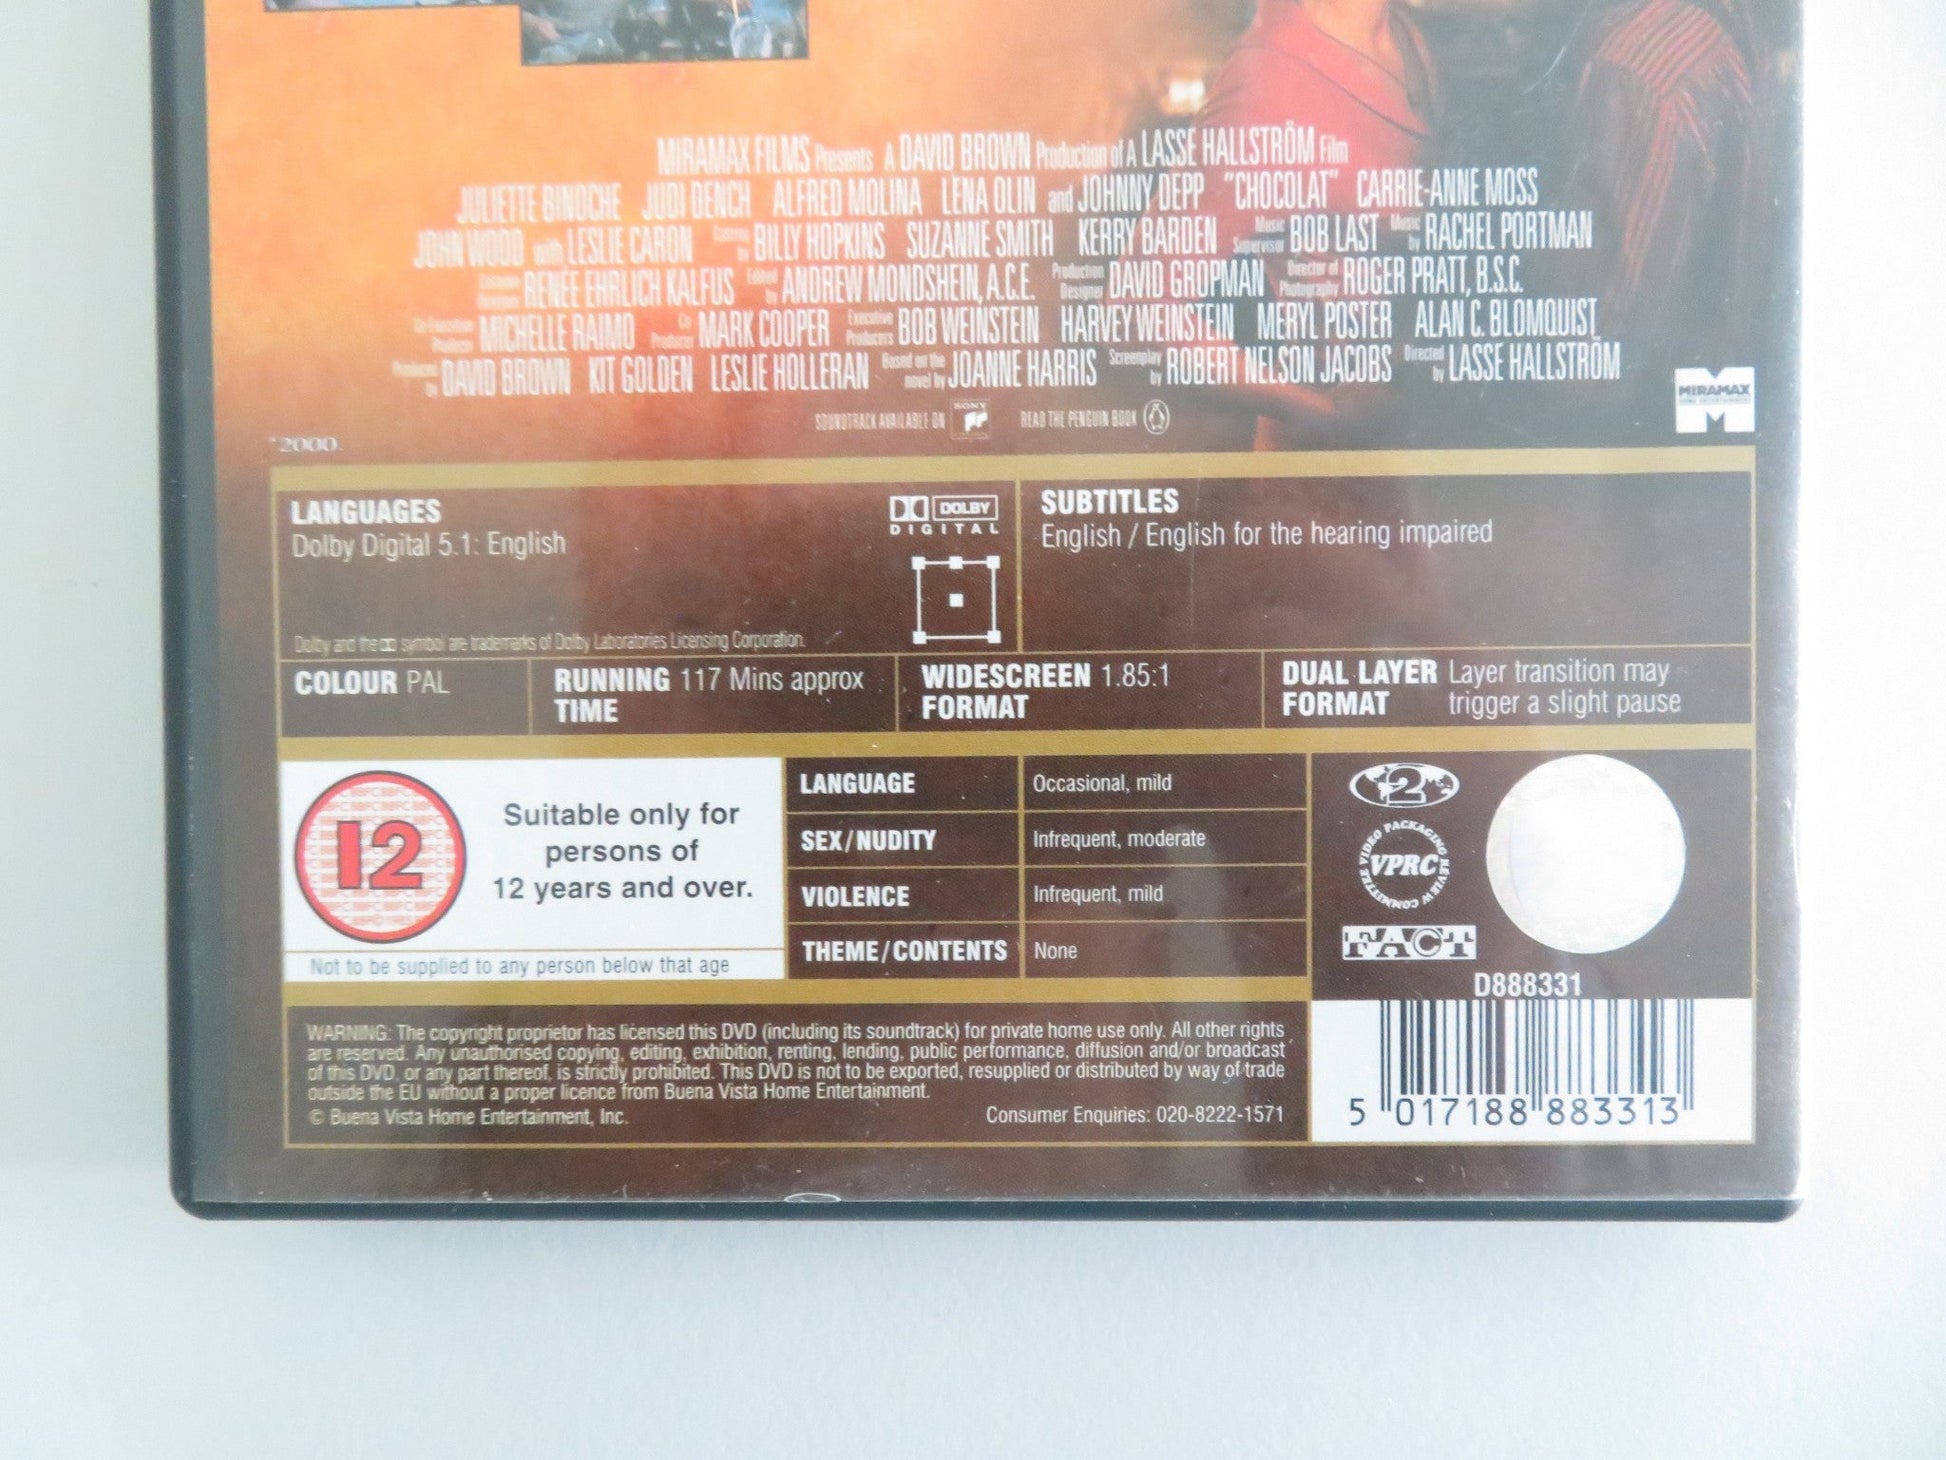 MIRAMAX FILMS Presents A DAVID BROWN Production of A LASSE HALLSTRÖM Film
JULIETTE BINOCHE JUDI DENCH ALFRED MOLINA LENA OLIN and JOHNNY DEPP "CHOCOLAT" CARRIE-ANNE MOSS
JOHN WOOD with LESLIE CARON Casting by BILLY HOPKINS SUZANNE SMITH KERRY BARDEN Music Supervisor BOB LAST Music by RACHEL PORTMAN
Costume Designer RENÉE EHRLICH KALFUS Edited by ANDREW MONDSHEIN, A.C.E. Production Designer DAVID GROPMAN Director of Photography ROGER PRATT, B.S.C.
Co Executive Producer MICHELLE RAIMO Co Producer MARK COOPER Executive Producers BOB WEINSTEIN HARVEY WEINSTEIN MERYL POSTER ALAN C. BLOMQUIST
Produced by DAVID BROWN KIT GOLDEN LESLIE HOLLERAN Based on the novel by JOANNE HARRIS Screenplay by ROBERT NELSON JACOBS Directed by LASSE HALLSTRÖM
SOUNDTRACK AVAILABLE ON SONY READ THE PENGUIN BOOK
MIRAMAX
HOME ENTERTAINMENT
2000.
LANGUAGES
Dolby Digital 5.1: English
DOLBY
DIGITAL
Dolby and the symbol are trademarks of Dolby Laboratories Licensing Corporation.
SUBTITLES
English / English for the hearing impaired
COLOUR PAL
RUNNING TIME 117 Mins approx
WIDESCREEN FORMAT 1.85:1
DUAL LAYER FORMAT Layer transition may
trigger a slight pause
12
Suitable only for
persons of
12 years and over.
Not to be supplied to any person below that age
LANGUAGE Occasional, mild
SEX/NUDITY Infrequent, moderate
VIOLENCE Infrequent, mild
THEME/CONTENTS None
2
VIDEO PACKAGING REVIEW COMMITTEE
VPRC
FACT
D888331
5 017188 883313
WARNING: The copyright proprietor has licensed this DVD (including its soundtrack) for private home use only. All other rights
are reserved. Any unauthorised copying, editing, exhibition, renting, lending, public performance, diffusion and/or broadcast
of this DVD, or any part thereof, is strictly prohibited. This DVD is not to be exported, resupplied or distributed by way of trade
outside the EU without a proper licence from Buena Vista Home Entertainment.
© Buena Vista Home Entertainment, Inc.
Consumer Enquiries: 020-8222-1571